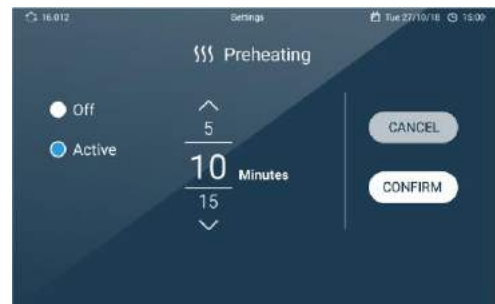 16.012
Settings
Tue 27/10/18 15:00
Preheating
Off
Active
5
10 Minutes
15
CANCEL
CONFIRM